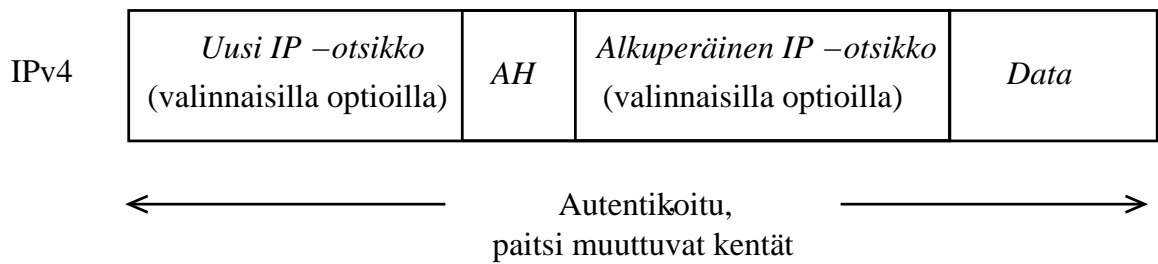 IPv4
Uusi IP –otsikko
(valinnaisilla optioilla)
AH
Alkuperäinen IP –otsikko
(valinnaisilla optioilla)
Data
Autentikoitu,
paitsi muuttuvat kentät